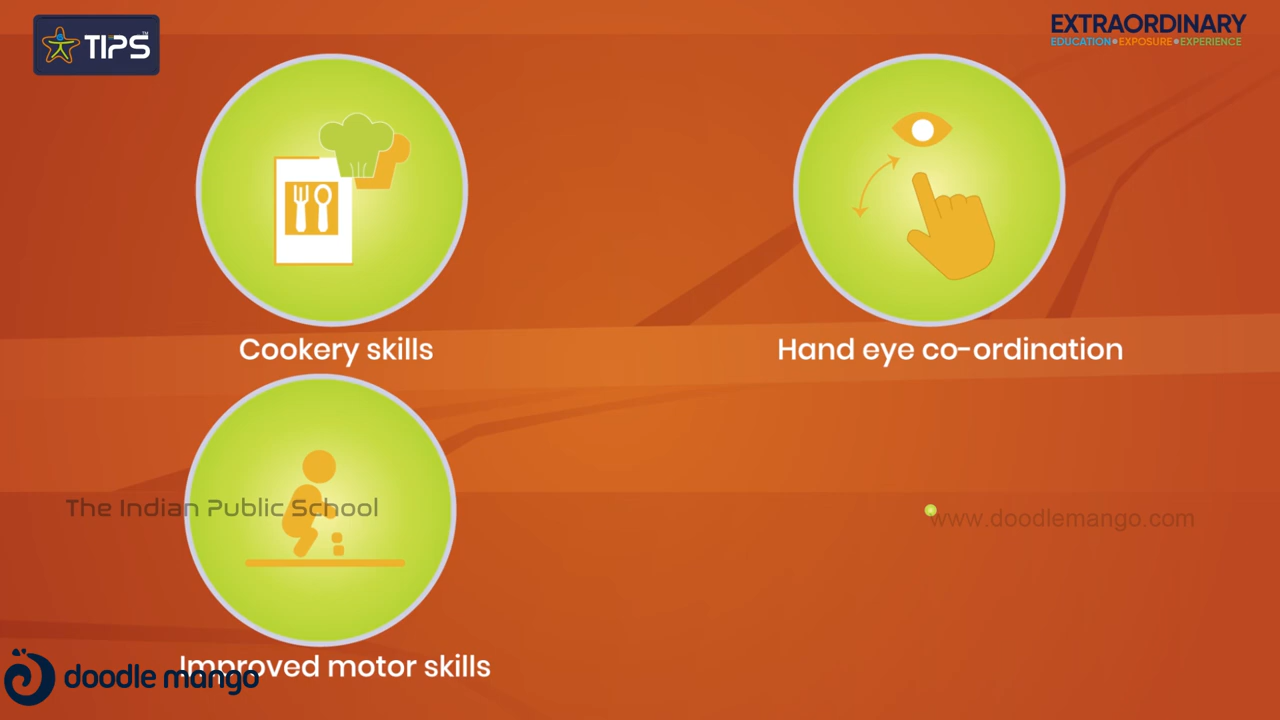 TIPS™
EXTRAORDINARY
EDUCATION•EXPOSURE•EXPERIENCE
Cookery skills
Hand eye co-ordination
The Indian Public School
www.doodlemango.com
Improved motor skills
doodle mango